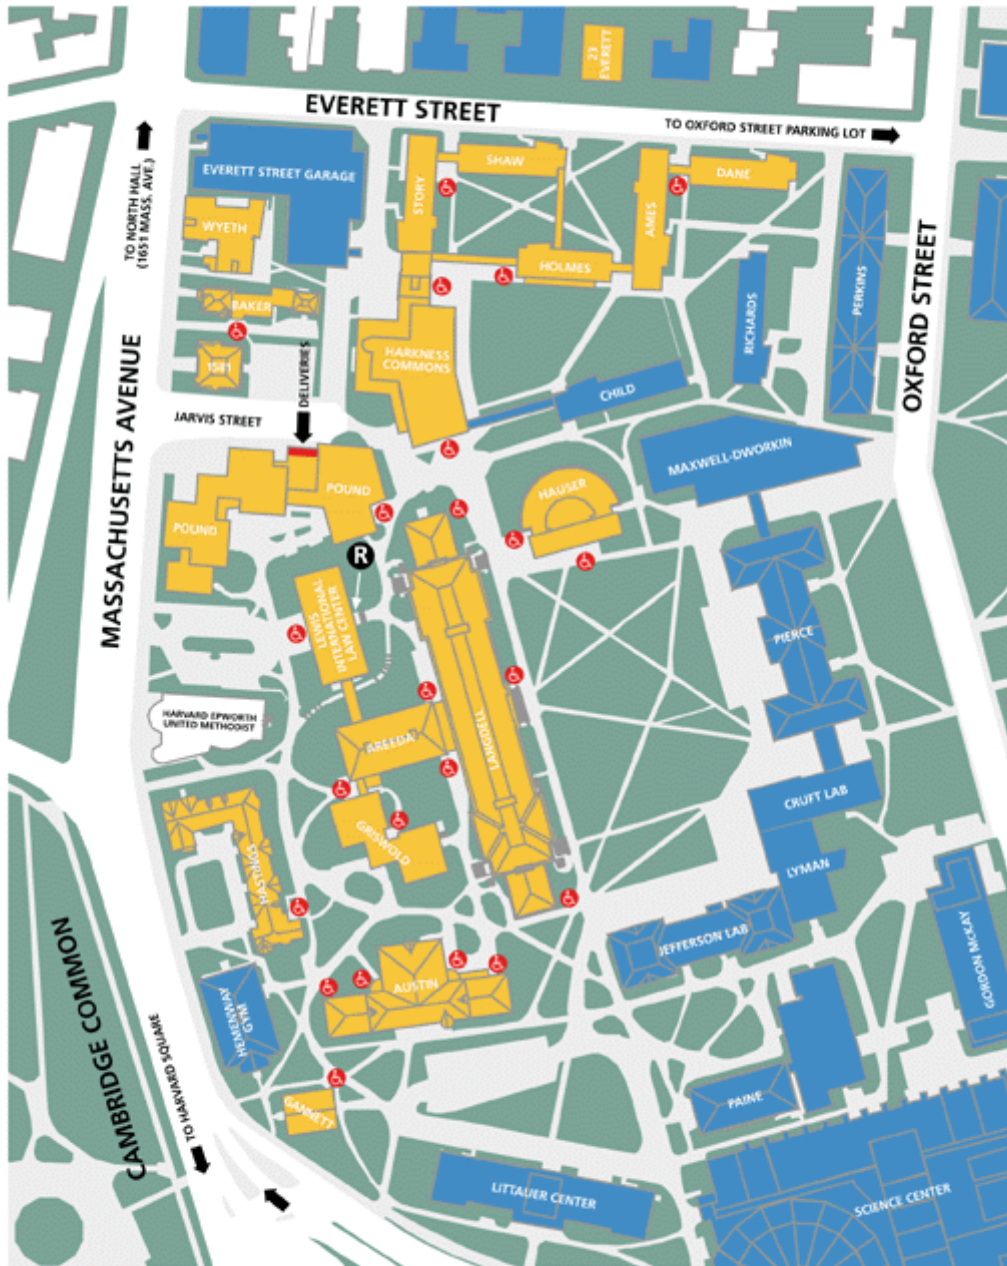 23
EVERETT
EVERETT STREET
TO OXFORD STREET PARKING LOT
TO NORTH HALL
(1651 MASS. AVE.)
EVERETT STREET GARAGE
SHAW
STORY
DANE
AMES
WYETH
HOLMES
PERKINS
OXFORD STREET
BAKER
RICHARDS
1581
DELIVERIES
HARKNESS
COMMONS
CHILD
MASSACHUSETTS AVENUE
JARVIS STREET
MAXWELL-DWORKIN
POUND
HAUSER
POUND
R
LEWIS
INTERNATIONAL
LAW CENTER
PIERCE
HARVARD EPWORTH
UNITED METHODIST
AREEDA
LANGDELL
CRUFT LAB
GRISWOLD
LYMAN
HASTINGS
JEFFERSON LAB
GORDON McKAY
CAMBRIDGE COMMON
AUSTIN
HEMENWAY
GYM
TO HARVARD SQUARE
GANNETT
PAINE
LITTAUER CENTER
SCIENCE CENTER